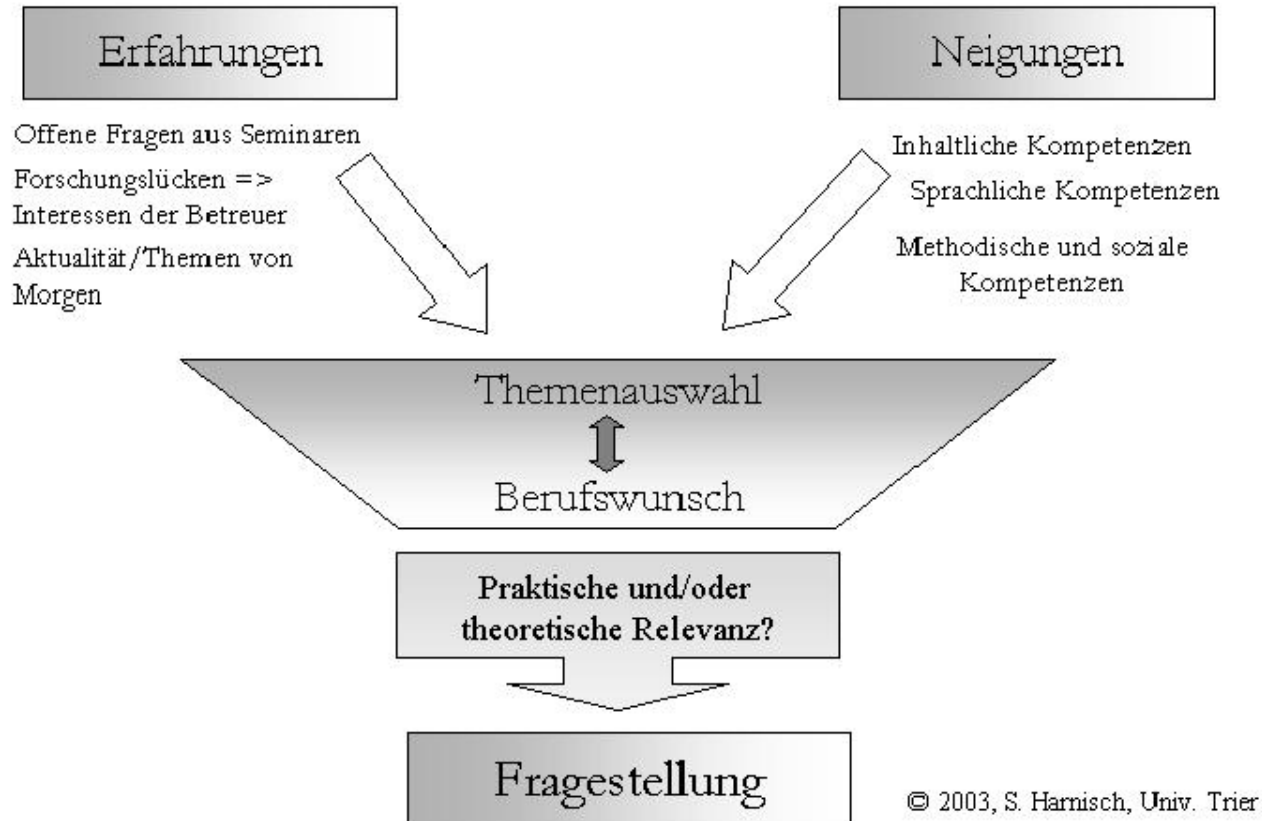 Erfahrungen
Neigungen
Offene Fragen aus Seminaren
Forschungslücken =>
Interessen der Betreuer
Aktualität/Themen von
Morgen
Inhaltliche Kompetenzen
Sprachliche Kompetenzen
Methodische und soziale
Kompetenzen
Themenauswahl
Berufswunsch
Praktische und/oder
theoretische Relevanz?
Fragestellung
© 2003, S. Harnisch, Univ. Trier